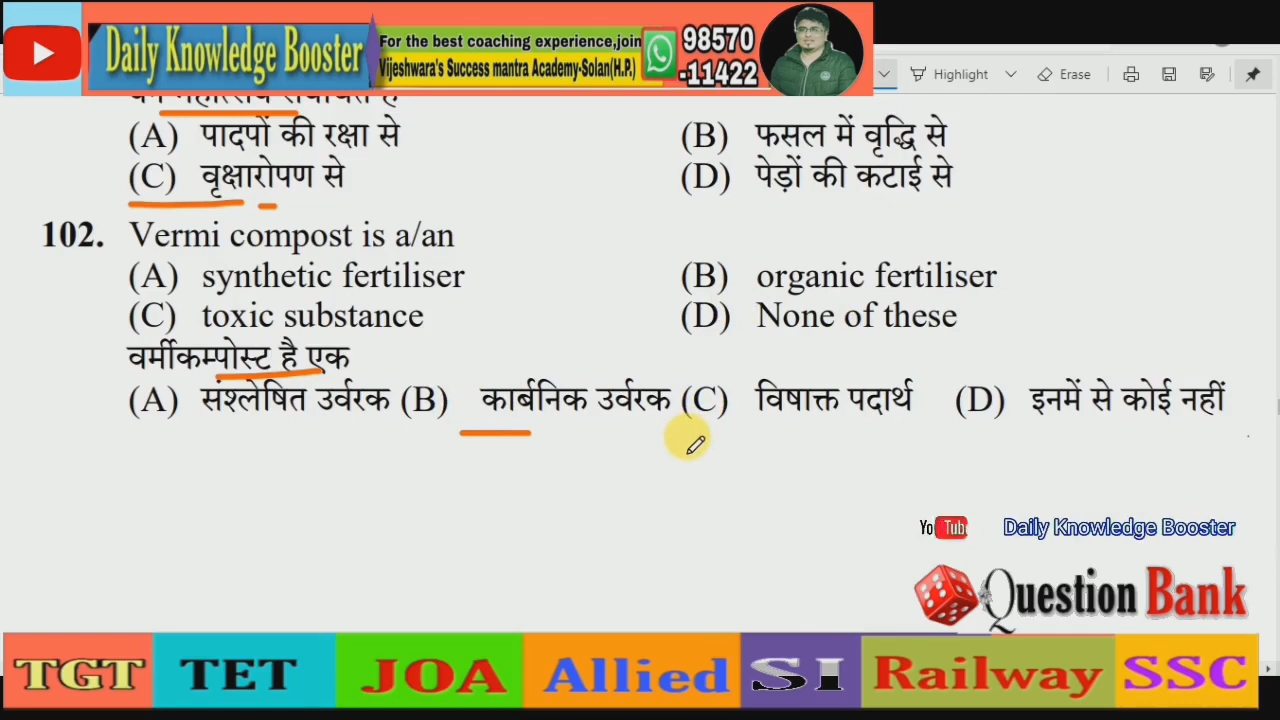 Daily Knowledge Booster
For the best coaching experience,join
Vijeshwara's Success mantra Academy-Solan(H.P.)
98570
-11422
Highlight
Erase
(A) पादपों की रक्षा से (B) फसल में वृद्धि से
(C) वृक्षारोपण से (D) पेड़ों की कटाई से
102. Vermi compost is a/an
(A) synthetic fertiliser (B) organic fertiliser
(C) toxic substance (D) None of these
वर्मीकम्पोस्ट है एक
(A) संश्लेषित उर्वरक (B) कार्बनिक उर्वरक (C) विषाक्त पदार्थ (D) इनमें से कोई नहीं
You Tub Daily Knowledge Booster
Question Bank
TGT TET JOA Allied SI Railway SSC